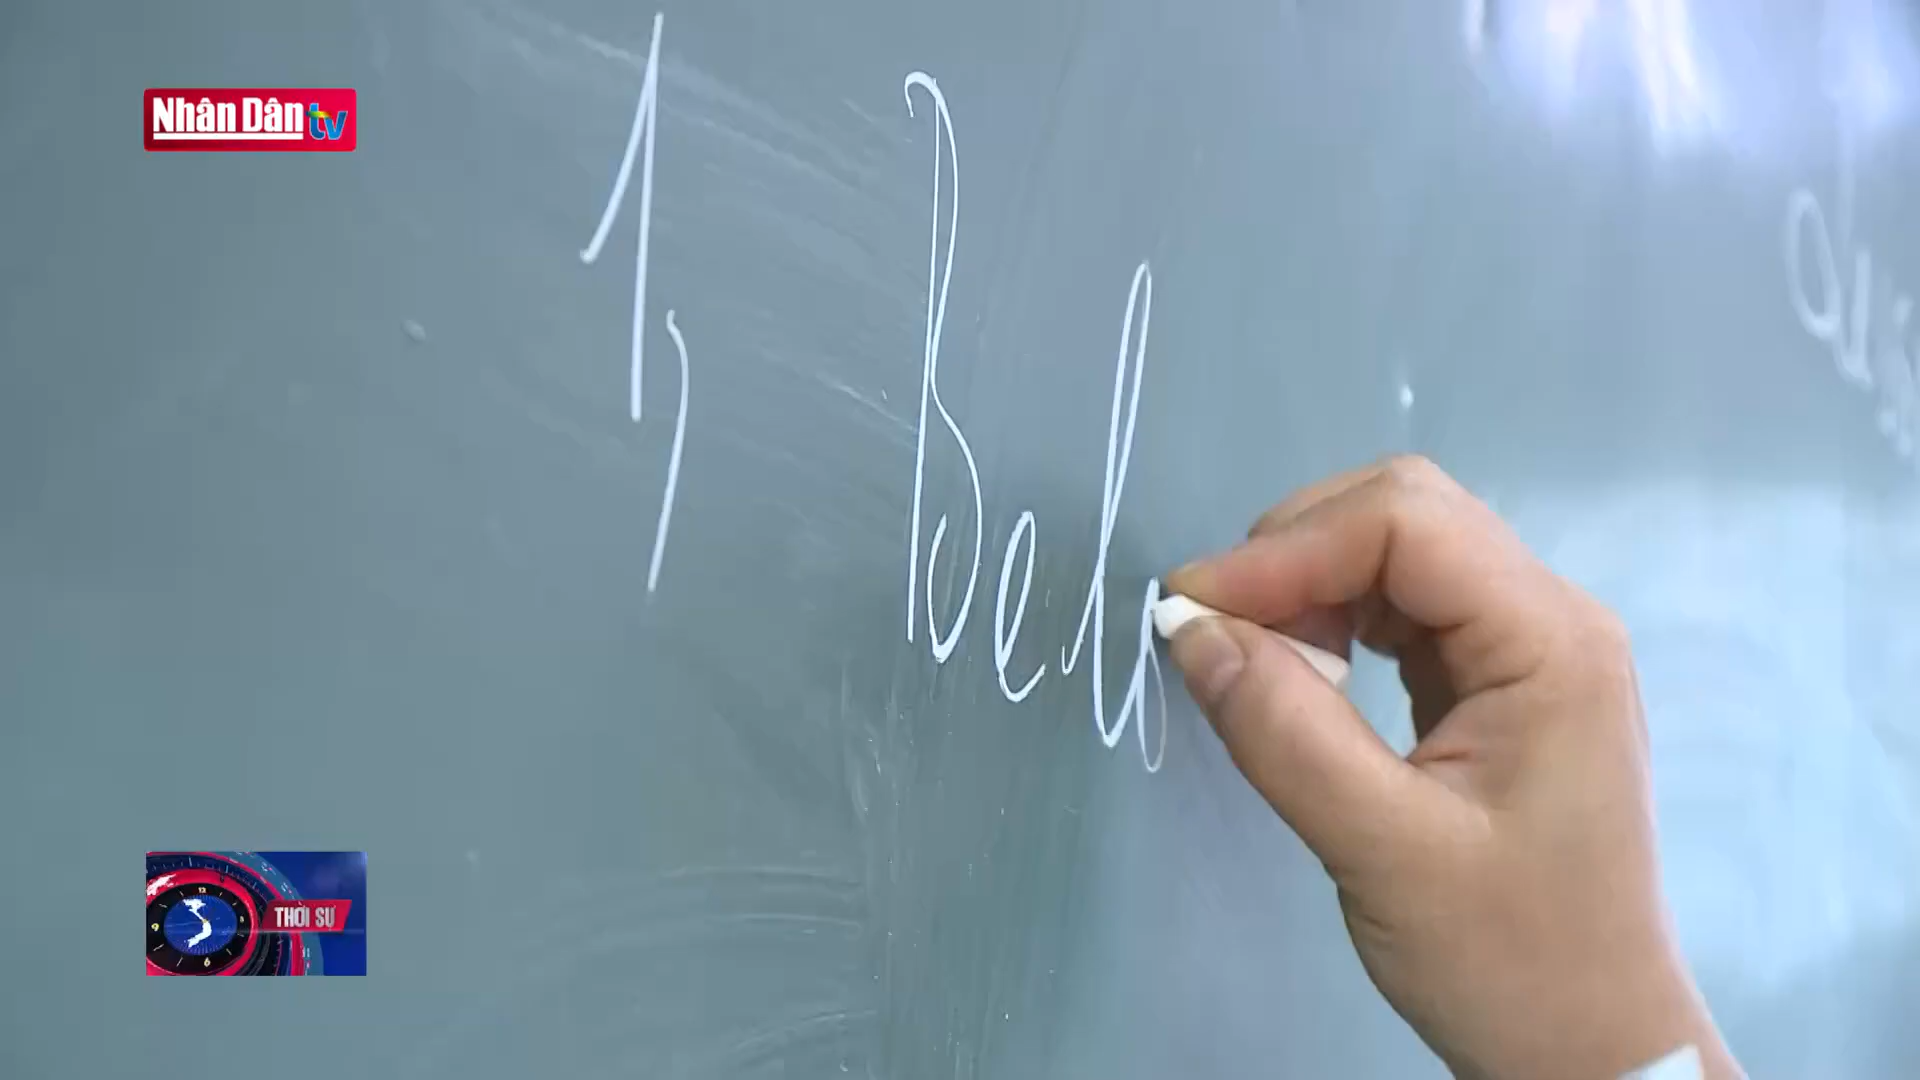 Nhân Dân tv
1, Belo
THỜI SỰ